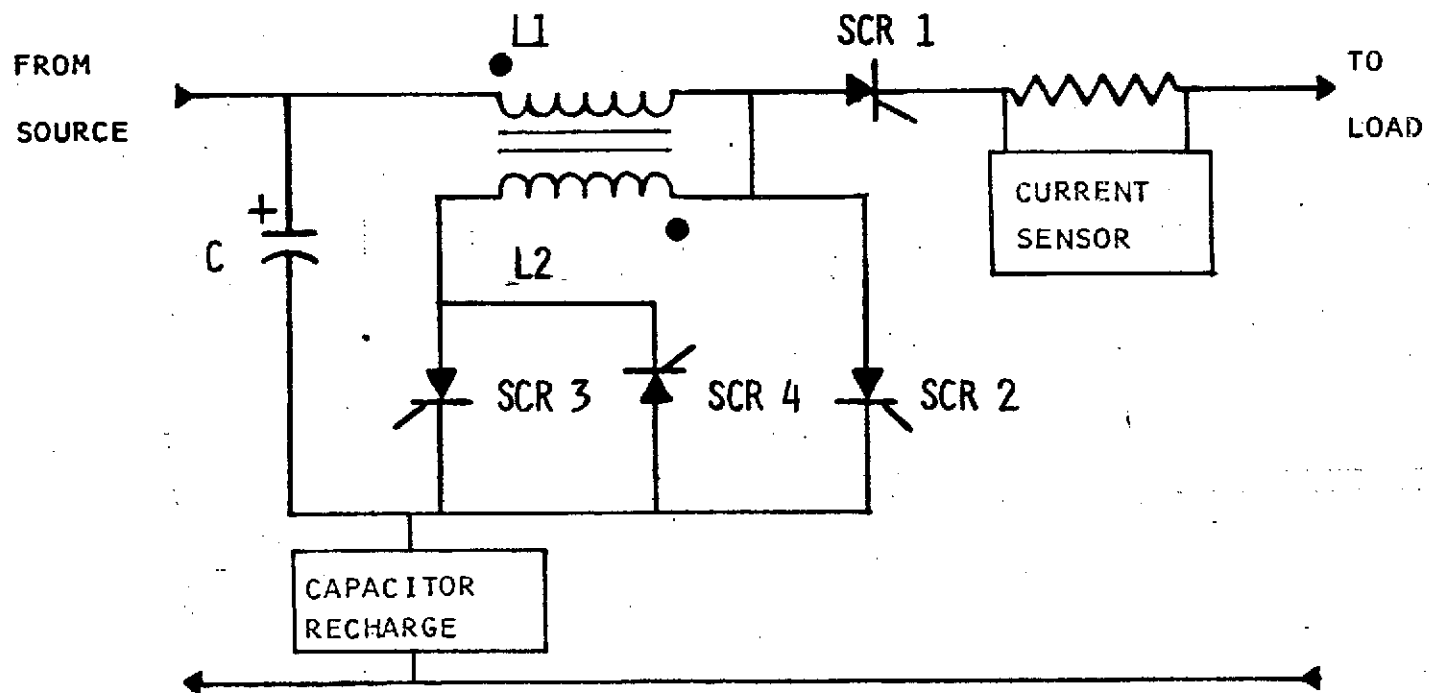 L1
SCR 1
FROM
SOURCE
TO
LOAD
CURRENT
SENSOR
+
C
L2
SCR 3
SCR 4
SCR 2
CAPACITOR
RECHARGE